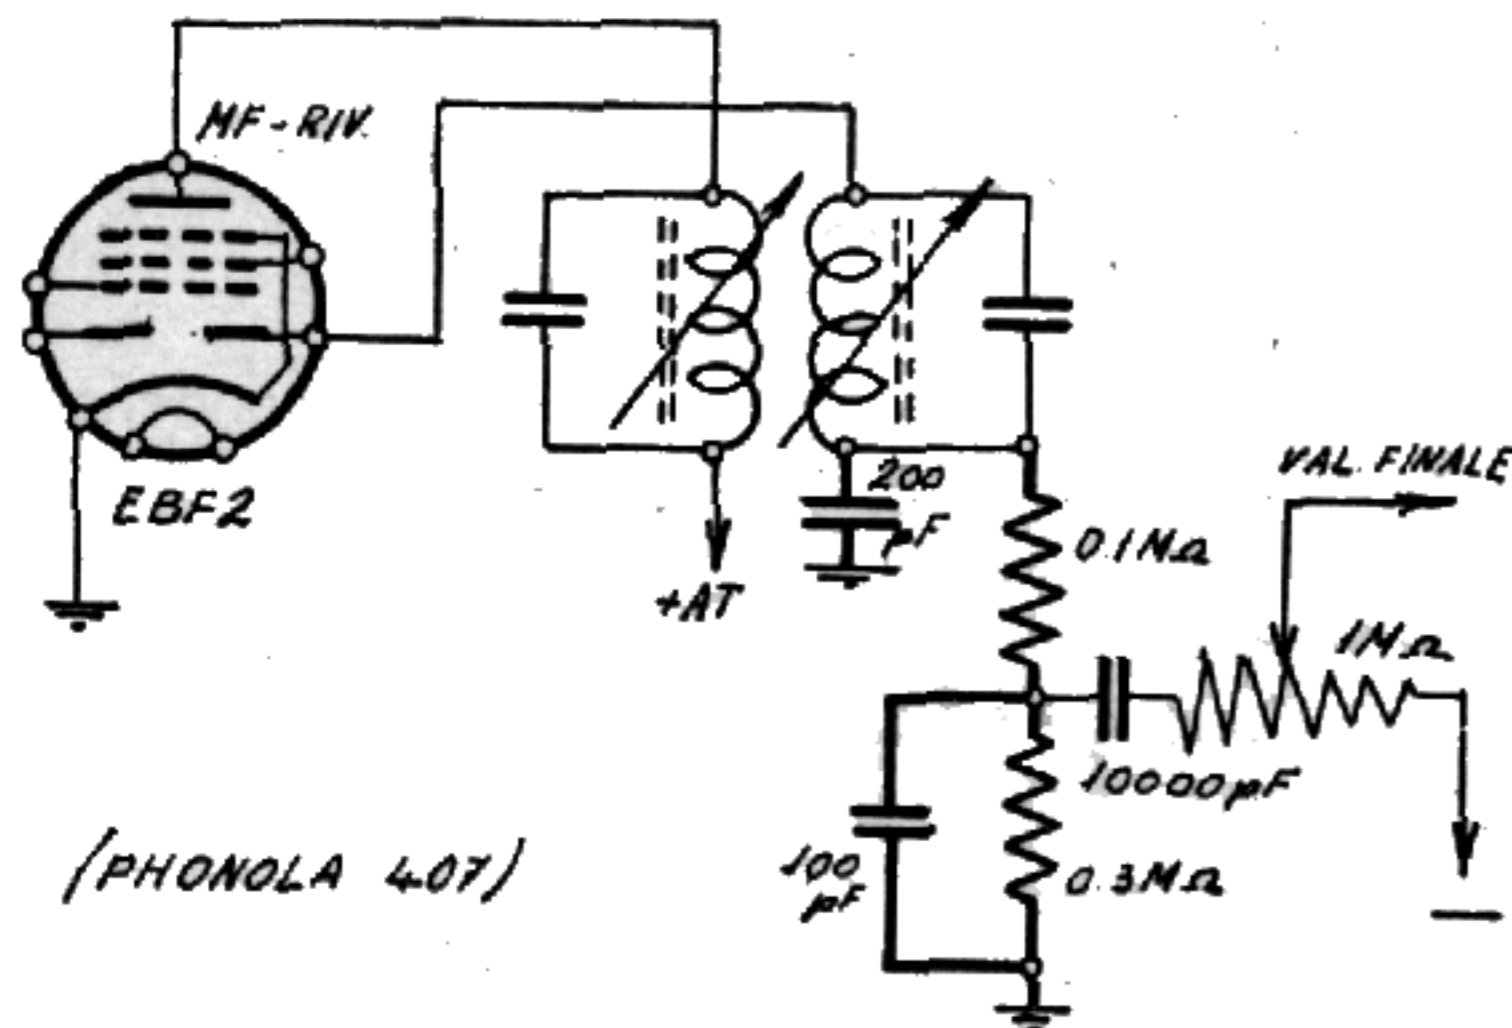 MF-RIV.
EBF2
+AT
200
pF
0.1MΩ
VAL. FINALE
1MΩ
10000pF
100
pF
0.3MΩ
(PHONOLA 407)